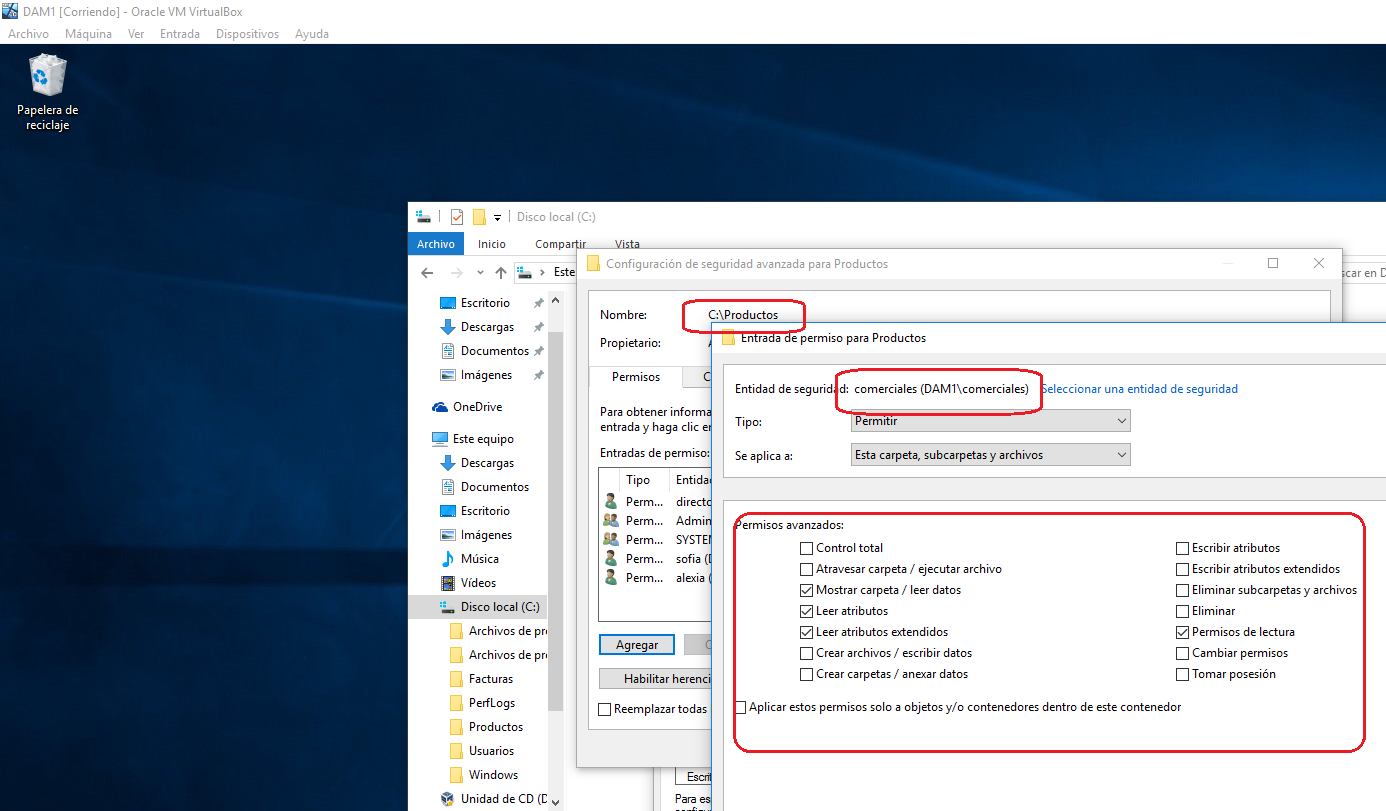 DAM1 [Corriendo] - Oracle VM VirtualBox
Archivo Máquina Ver Entrada Dispositivos Ayuda
Papelera de
reciclaje
Disco local (C:)
Archivo Inicio Compartir Vista
Este
Escritorio
Descargas
Documentos
Imágenes
OneDrive
Este equipo
Descargas
Documentos
Escritorio
Imágenes
Música
Vídeos
Disco local (C:)
Archivos de pr
Archivos de pr
Facturas
PerfLogs
Productos
Usuarios
Windows
Unidad de CD (D
Configuración de seguridad avanzada para Productos
car en D
Nombre: C:\Productos
Propietario:
Permisos
Para obtener informa
entrada y haga clic er
Entradas de permiso:
Tipo Entidad
Perm... directo
Perm... Admin
Perm... SYSTEM
Perm... sofia (D
Perm... alexia (
Agregar
Habilitar herenci
Reemplazar todas
Escrit
Para es
Entrada de permiso para Productos
Entidad de seguridad: comerciales (DAM1\comerciales) Seleccionar una entidad de seguridad
Tipo: Permitir
Se aplica a: Esta carpeta, subcarpetas y archivos
Permisos avanzados:
Control total Escribir atributos
Atravesar carpeta / ejecutar archivo Escribir atributos extendidos
Mostrar carpeta / leer datos Eliminar subcarpetas y archivos
Leer atributos Eliminar
Leer atributos extendidos Permisos de lectura
Crear archivos / escribir datos Cambiar permisos
Crear carpetas / anexar datos Tomar posesión
Aplicar estos permisos solo a objetos y/o contenedores dentro de este contenedor